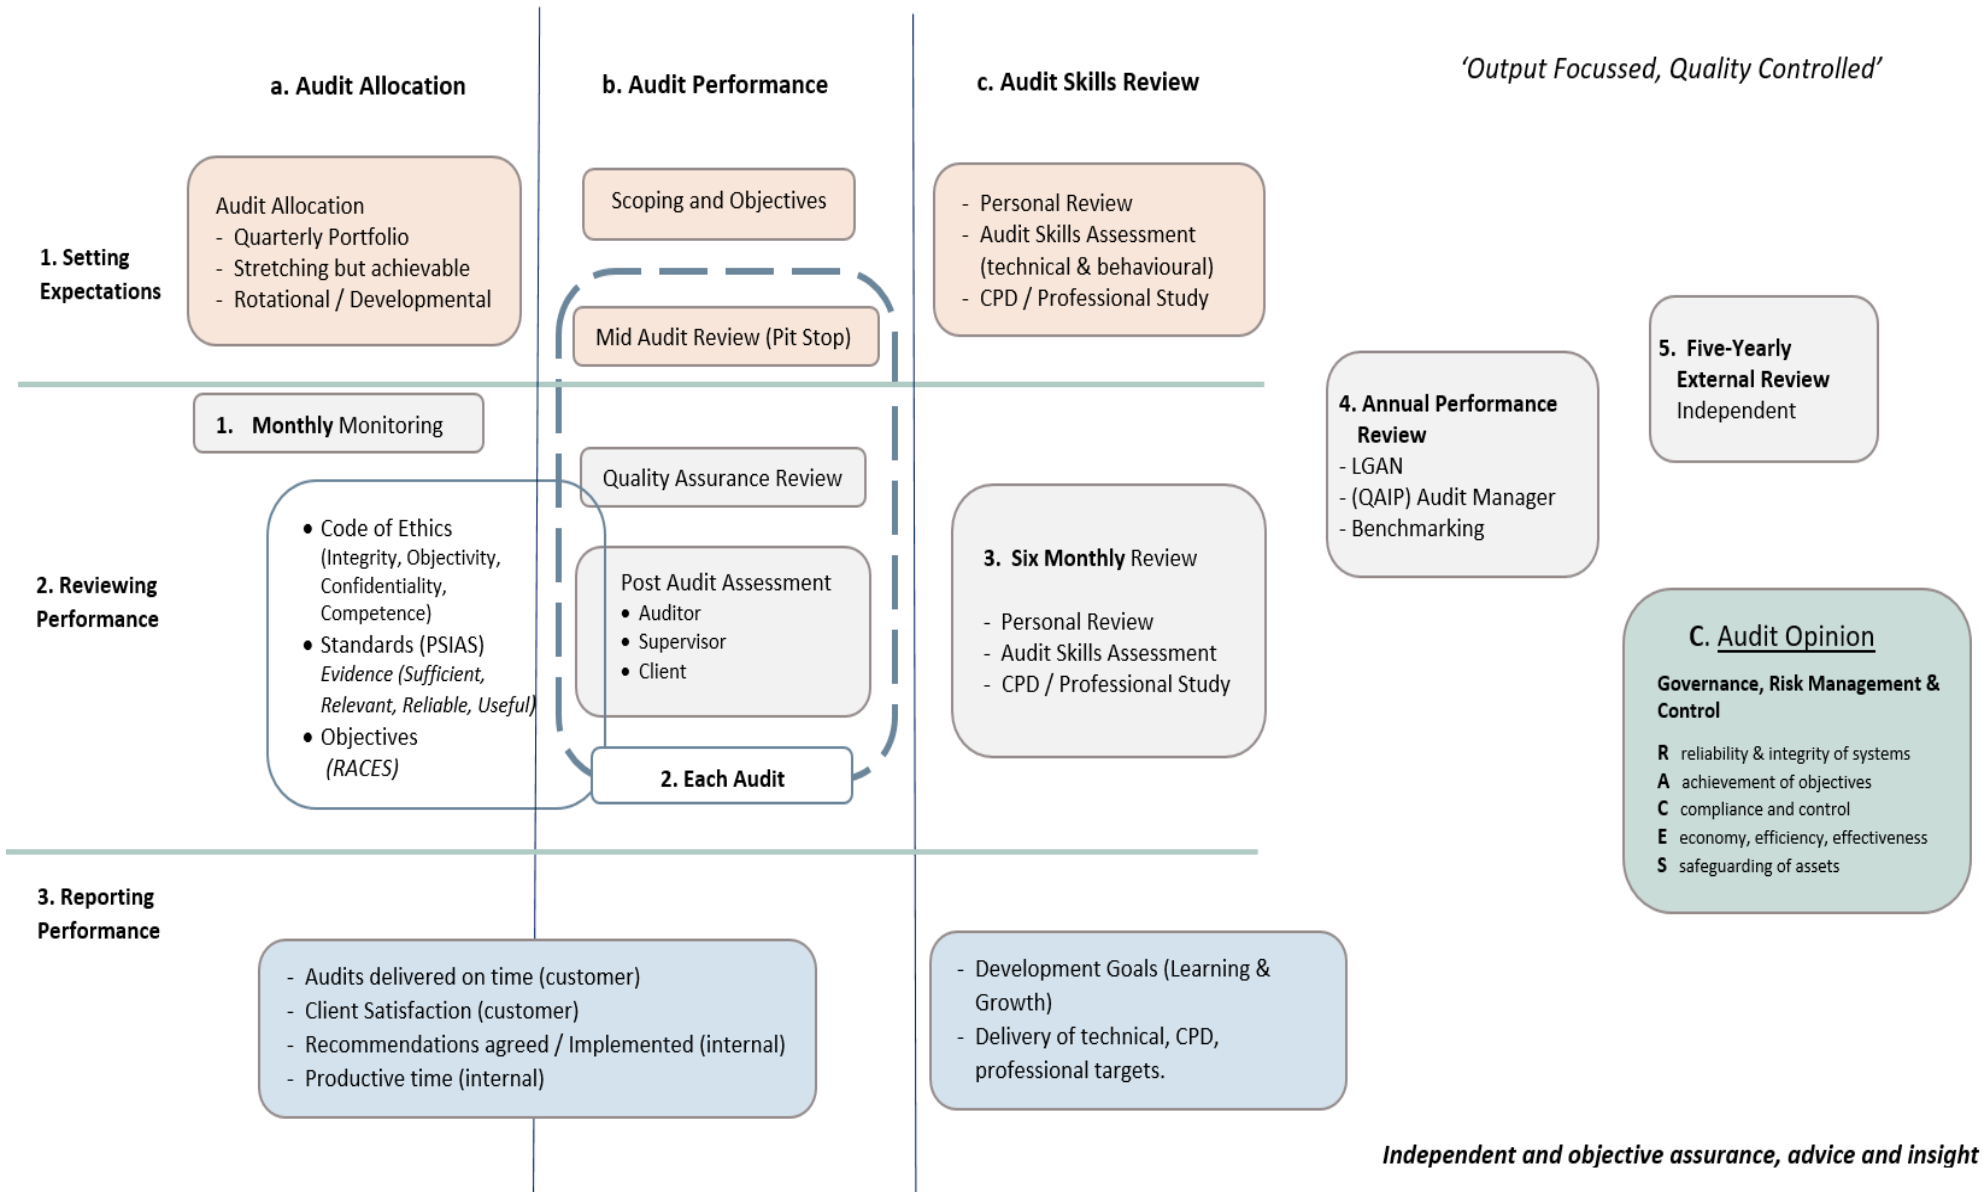 a. Audit Allocation
b. Audit Performance
c. Audit Skills Review
‘Output Focussed, Quality Controlled’
1. Setting
Expectations
Audit Allocation
- Quarterly Portfolio
- Stretching but achievable
- Rotational / Developmental
Scoping and Objectives
Mid Audit Review (Pit Stop)
- Personal Review
- Audit Skills Assessment
(technical & behavioural)
- CPD / Professional Study
2. Reviewing
Performance
1. Monthly Monitoring
• Code of Ethics
(Integrity, Objectivity,
Confidentiality,
Competence)
• Standards (PSIAS)
Evidence (Sufficient,
Relevant, Reliable, Useful)
• Objectives
(RACES)
Quality Assurance Review
Post Audit Assessment
• Auditor
• Supervisor
• Client
2. Each Audit
3. Six Monthly Review
- Personal Review
- Audit Skills Assessment
- CPD / Professional Study
4. Annual Performance
Review
- LGAN
- (QAIP) Audit Manager
- Benchmarking
5. Five-Yearly
External Review
Independent
C. Audit Opinion
Governance, Risk Management &
Control
R reliability & integrity of systems
A achievement of objectives
C compliance and control
E economy, efficiency, effectiveness
S safeguarding of assets
3. Reporting
Performance
- Audits delivered on time (customer)
- Client Satisfaction (customer)
- Recommendations agreed / Implemented (internal)
- Productive time (internal)
- Development Goals (Learning &
Growth)
- Delivery of technical, CPD,
professional targets.
Independent and objective assurance, advice and insight